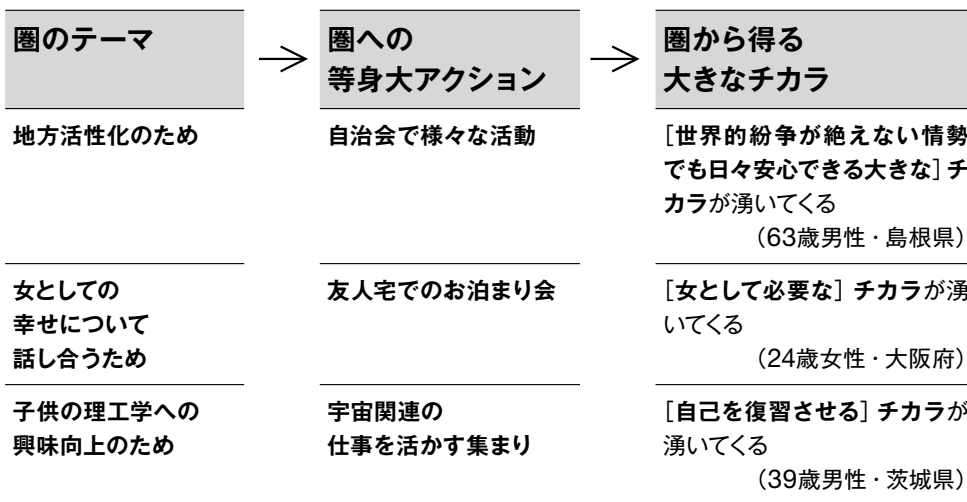 圏のテーマ
圏への
等身大アクション
圏から得る
大きなチカラ
地方活性化のため
自治会で様々な活動
［世界的紛争が絶えない情勢
でも日々安心できる大きな］チ
カラが湧いてくる
（63歳男性・島根県）
女としての
幸せについて
話し合うため
友人宅でのお泊まり会
［女として必要な］チカラが湧
いてくる
（24歳女性・大阪府）
子供の理工学への
興味向上のため
宇宙関連の
仕事を活かす集まり
［自己を復習させる］チカラが
湧いてくる
（39歳男性・茨城県）